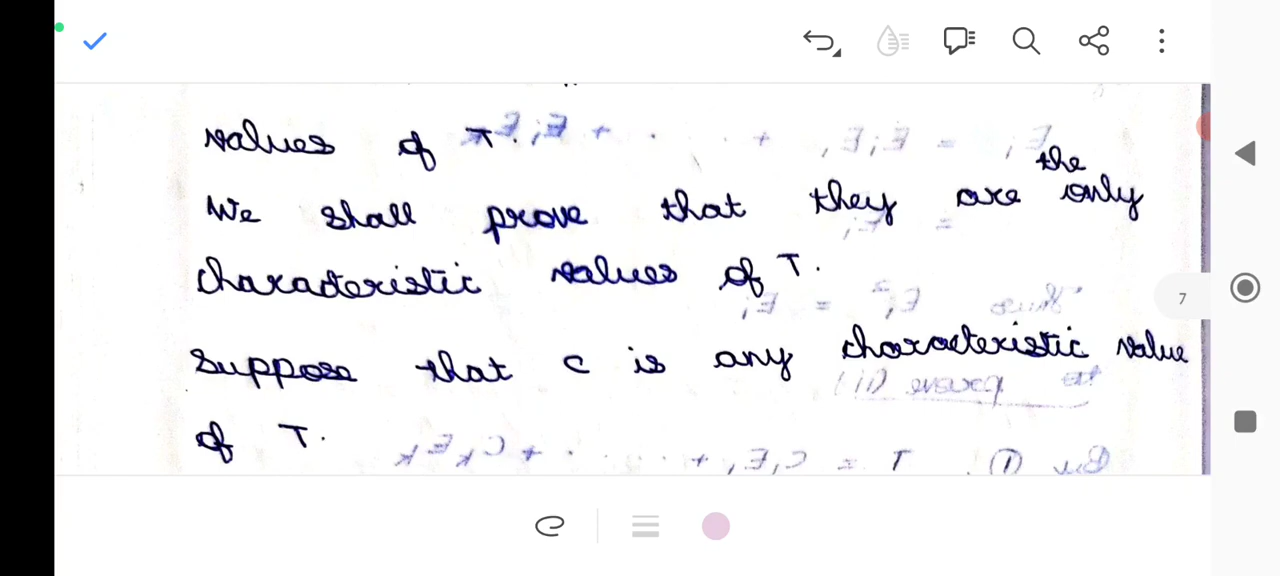 values of T.
the
We shall prove that they are only
characteristic values of T.
7
Suppose that c is any characteristic value
of T.